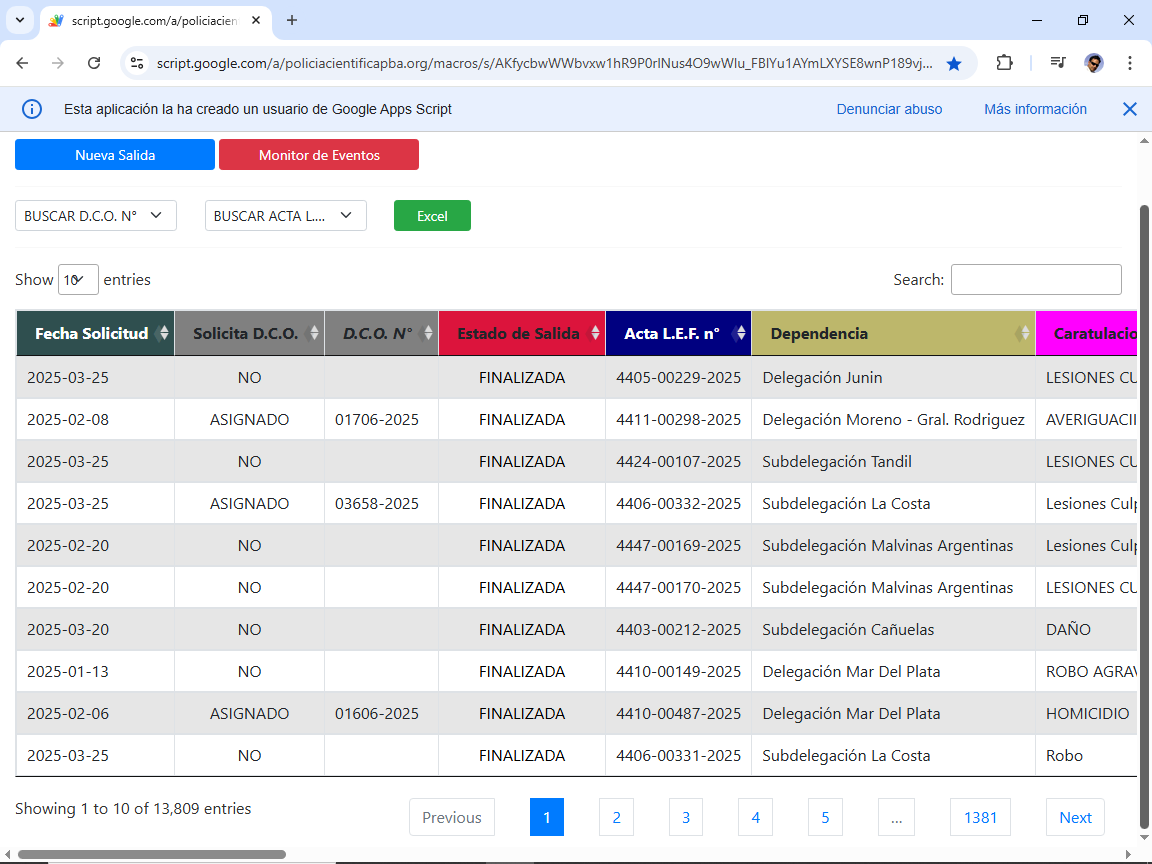 script.google.com/a/policiacien
script.google.com/a/policiacientificapba.org/macros/s/AKfycbwWWbvxw1hR9P0rlNus4O9wWlu_FBlYu1AYmLXYSE8wnP189vj...
Esta aplicación la ha creado un usuario de Google Apps Script Denunciar abuso Más información
Nueva Salida Monitor de Eventos
BUSCAR D.C.O. N° BUSCAR ACTA L.... Excel
Show 10 entries Search:
Fecha Solicitud Solicita D.C.O. D.C.O. N° Estado de Salida Acta L.E.F. n° Dependencia Caratulacio
2025-03-25 NO FINALIZADA 4405-00229-2025 Delegación Junin LESIONES CU
2025-02-08 ASIGNADO 01706-2025 FINALIZADA 4411-00298-2025 Delegación Moreno - Gral. Rodriguez AVERIGUACII
2025-03-25 NO FINALIZADA 4424-00107-2025 Subdelegación Tandil LESIONES CU
2025-03-25 ASIGNADO 03658-2025 FINALIZADA 4406-00332-2025 Subdelegación La Costa Lesiones Culp
2025-02-20 NO FINALIZADA 4447-00169-2025 Subdelegación Malvinas Argentinas Lesiones Culp
2025-02-20 NO FINALIZADA 4447-00170-2025 Subdelegación Malvinas Argentinas LESIONES CU
2025-03-20 NO FINALIZADA 4403-00212-2025 Subdelegación Cañuelas DAÑO
2025-01-13 NO FINALIZADA 4410-00149-2025 Delegación Mar Del Plata ROBO AGRAV
2025-02-06 ASIGNADO 01606-2025 FINALIZADA 4410-00487-2025 Delegación Mar Del Plata HOMICIDIO
2025-03-25 NO FINALIZADA 4406-00331-2025 Subdelegación La Costa Robo
Showing 1 to 10 of 13,809 entries Previous 1 2 3 4 5 ... 1381 Next